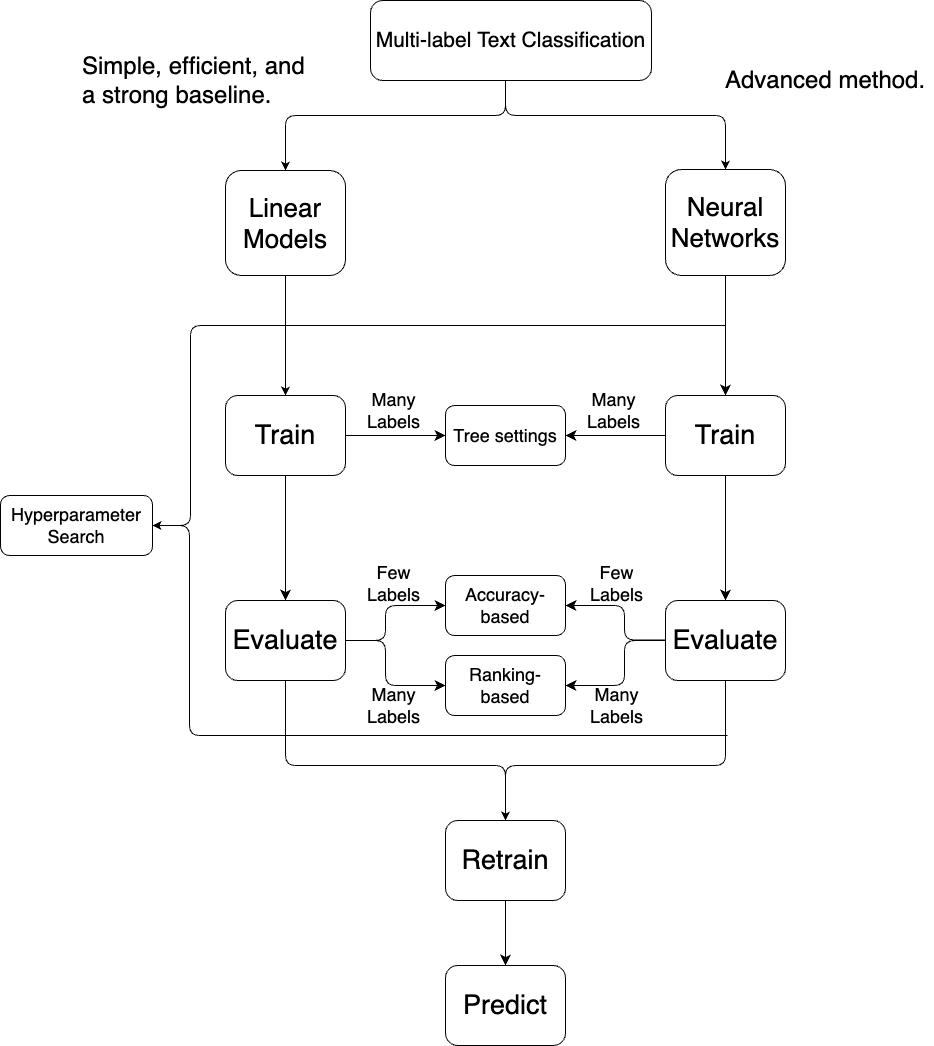 Multi-label Text Classification
Simple, efficient, and
a strong baseline.
Advanced method.
Linear
Models
Neural
Networks
Train
Many
Labels
Tree settings
Many
Labels
Train
Hyperparameter
Search
Evaluate
Few
Labels
Accuracy-
based
Few
Labels
Many
Labels
Ranking-
based
Many
Labels
Evaluate
Retrain
Predict